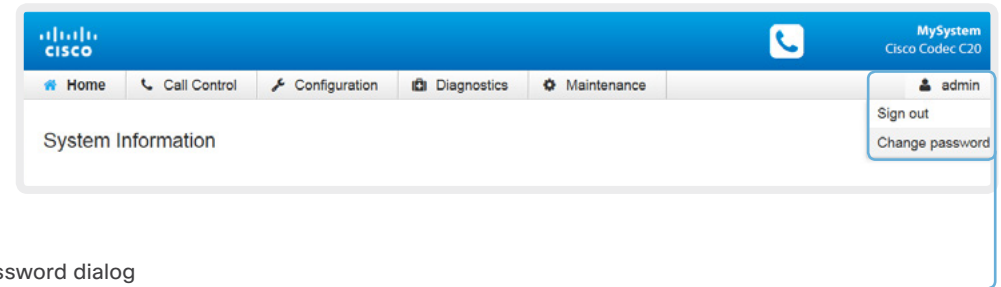 CISCO
MySystem
Cisco Codec C20
Home Call Control Configuration Diagnostics Maintenance admin
Sign out
Change password
System Information
dialog